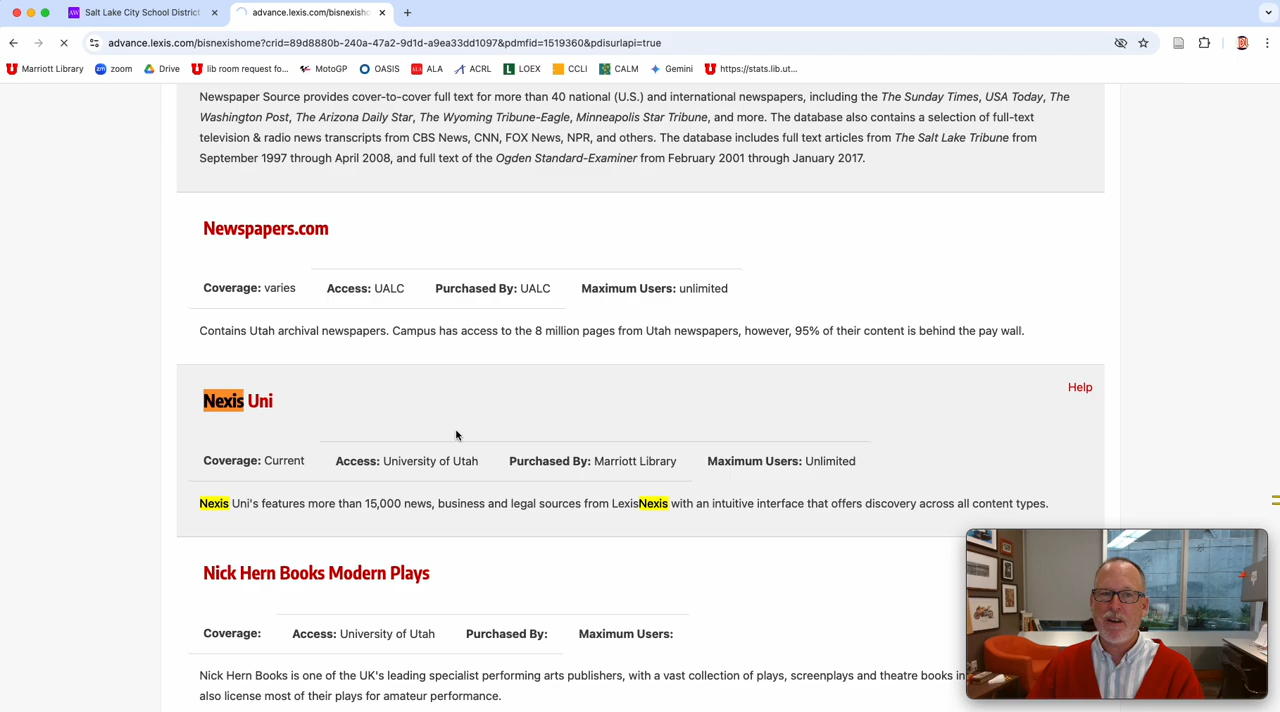 Salt Lake City School District
advance.lexis.com/bisnexisho
advance.lexis.com/bisnexishome?crid=89d8880b-240a-47a2-9d1d-a9ea33dd1097&pdmfid=1519360&pdisurlapi=true
Marriott Library zoom Drive lib room request fo... MotoGP OASIS ALA ACRL LOEX CCLI CALM Gemini https://stats.lib.ut...
Newspaper Source provides cover-to-cover full text for more than 40 national (U.S.) and international newspapers, including the The Sunday Times, USA Today, The
Washington Post, The Arizona Daily Star, The Wyoming Tribune-Eagle, Minneapolis Star Tribune, and more. The database also contains a selection of full-text
television & radio news transcripts from CBS News, CNN, FOX News, NPR, and others. The database includes full text articles from The Salt Lake Tribune from
September 1997 through April 2008, and full text of the Ogden Standard-Examiner from February 2001 through January 2017.
Newspapers.com
Coverage: varies Access: UALC Purchased By: UALC Maximum Users: unlimited
Contains Utah archival newspapers. Campus has access to the 8 million pages from Utah newspapers, however, 95% of their content is behind the pay wall.
Help
Nexis Uni
Coverage: Current Access: University of Utah Purchased By: Marriott Library Maximum Users: Unlimited
Nexis Uni's features more than 15,000 news, business and legal sources from LexisNexis with an intuitive interface that offers discovery across all content types.
Nick Hern Books Modern Plays
Coverage: Access: University of Utah Purchased By: Maximum Users:
Nick Hern Books is one of the UK's leading specialist performing arts publishers, with a vast collection of plays, screenplays and theatre books in
also license most of their plays for amateur performance.